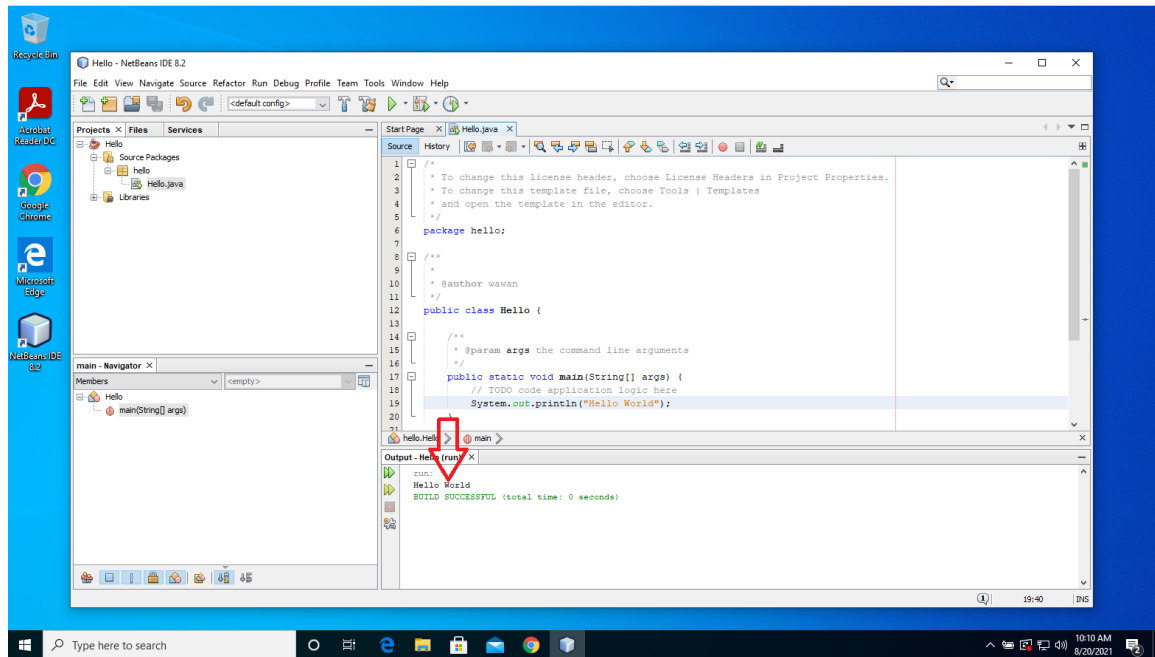 Recycle Bin
Acrobat
Reader DC
Google
Chrome
Microsoft
Edge
NetBeans IDE
8.2
Hello - NetBeans IDE 8.2
File Edit View Navigate Source Refactor Run Debug Profile Team Tools Window Help
<default config>
Projects Files Services
Hello
Source Packages
hello
Hello.java
Libraries
main - Navigator
Members <empty>
Hello
main(String[] args)
Start Page Hello.java
Source History
1 /*
2 * To change this license header, choose License Headers in Project Properties.
3 * To change this template file, choose Tools | Templates
4 * and open the template in the editor.
5 */
6 package hello;
7
8 /**
9 *
10 * @author wawan
11 */
12 public class Hello {
13
14 /**
15 * @param args the command line arguments
16 */
17 public static void main(String[] args) {
18 // TODO code application logic here
19 System.out.println("Hello World");
20 }
21
hello.Hello main
Output - Hello (run)
run:
Hello World
BUILD SUCCESSFUL (total time: 0 seconds)
1 19:40 INS
Type here to search
10:10 AM
8/20/2021
2